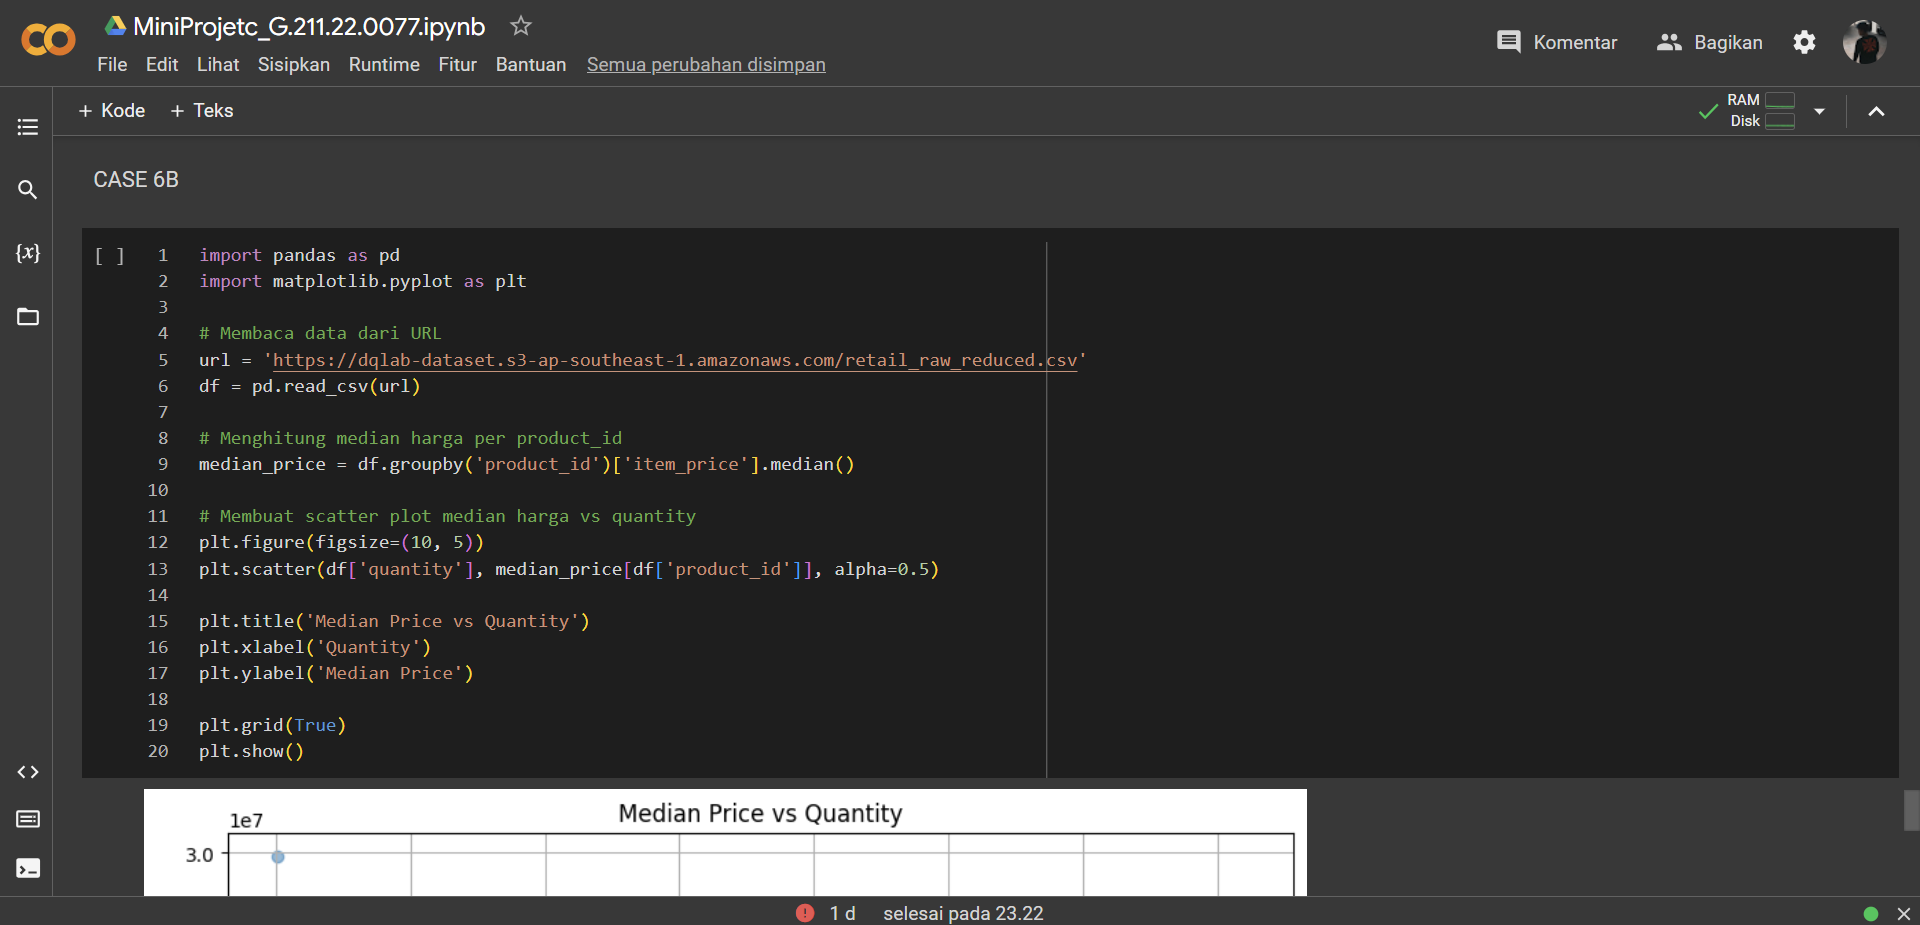 MiniProjetc_G.211.22.0077.ipynb
File Edit Lihat Sisipkan Runtime Fitur Bantuan Semua perubahan disimpan
Komentar Bagikan
+ Kode + Teks
RAM
Disk
CASE 6B
[ ]
1 import pandas as pd
2 import matplotlib.pyplot as plt
3
4 # Membaca data dari URL
5 url = 'https://dqlab-dataset.s3-ap-southeast-1.amazonaws.com/retail_raw_reduced.csv'
6 df = pd.read_csv(url)
7
8 # Menghitung median harga per product_id
9 median_price = df.groupby('product_id')['item_price'].median()
10
11 # Membuat scatter plot median harga vs quantity
12 plt.figure(figsize=(10, 5))
13 plt.scatter(df['quantity'], median_price[df['product_id']], alpha=0.5)
14
15 plt.title('Median Price vs Quantity')
16 plt.xlabel('Quantity')
17 plt.ylabel('Median Price')
18
19 plt.grid(True)
20 plt.show()
Median Price vs Quantity
1e7
3.0
1 d selesai pada 23.22